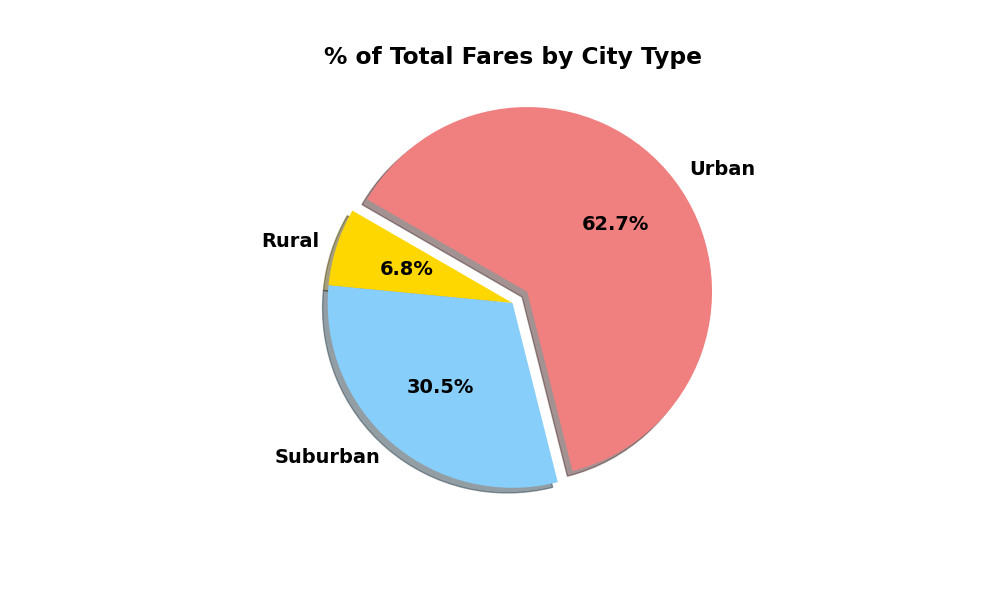 % of Total Fares by City Type
Urban
62.7%
Rural
6.8%
30.5%
Suburban